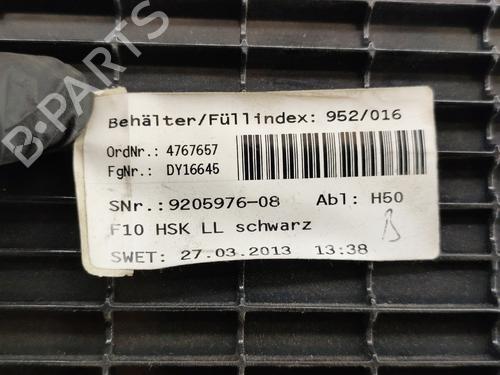 Behälter/Füllindex: 952/016
OrdNr.: 4767657
FgNr.: DY16645
SNr.:9205976-08 Abl: H50
F10 HSK LL schwarz
SWET: 27.03.2013 13:38
B-PARTS